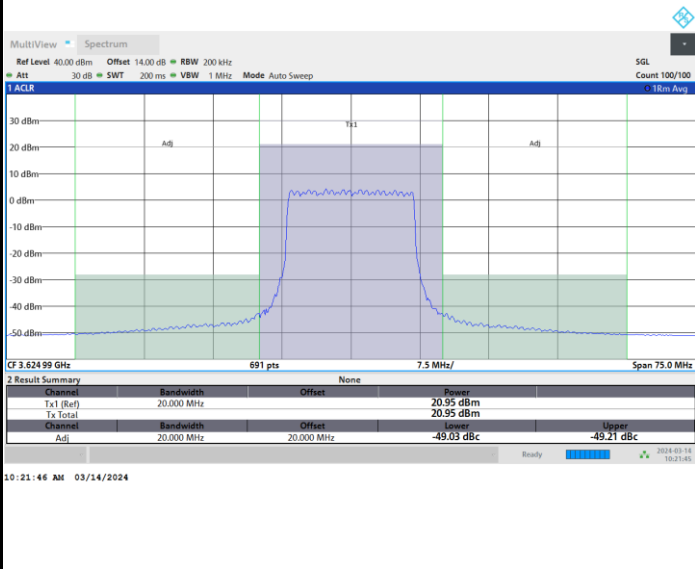 MultiView Spectrum
Ref Level 40.00 dBm Offset 14.00 dB RBW 200 kHz SGL
Att 30 dB SWT 200 ms VBW 1 MHz Mode Auto Sweep Count 100/100
1 ACLR 1Rm Avg
30 dBm
Tx1
Adj Adj
20 dBm
10 dBm
0 dBm
-10 dBm
-20 dBm
-30 dBm
-40 dBm
-50 dBm
CF 3.624 99 GHz 691 pts 7.5 MHz/ Span 75.0 MHz
2 Result Summary None
Channel Bandwidth Offset Power
Tx1 (Ref) 20.000 MHz 20.95 dBm
Tx Total 20.95 dBm
Channel Bandwidth Offset Lower Upper
Adj 20.000 MHz 20.000 MHz -49.03 dBc -49.21 dBc
Ready 2024-03-14
10:21:45
10:21:46 AM 03/14/2024